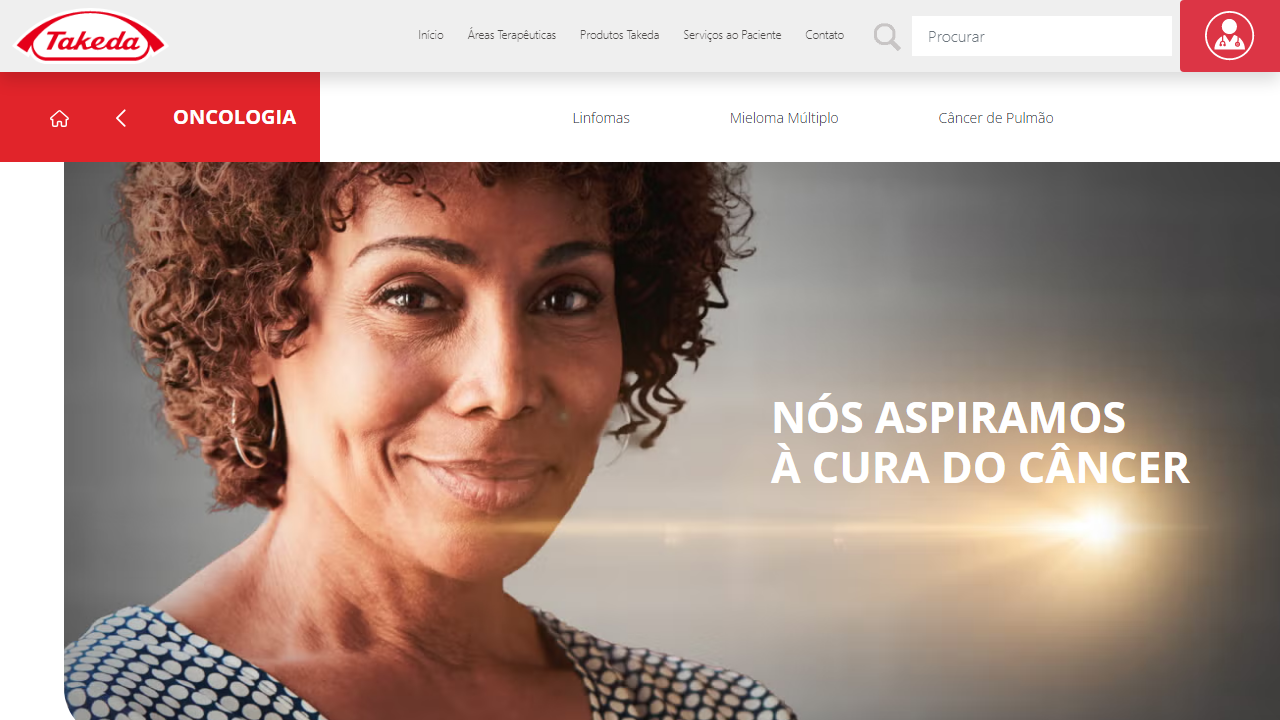 Takeda
Início
Áreas Terapêuticas
Produtos Takeda
Serviços ao Paciente
Contato
Procurar
ONCOLOGIA
Linfomas
Mieloma Múltiplo
Câncer de Pulmão
NÓS ASPIRAMOS
À CURA DO CÂNCER